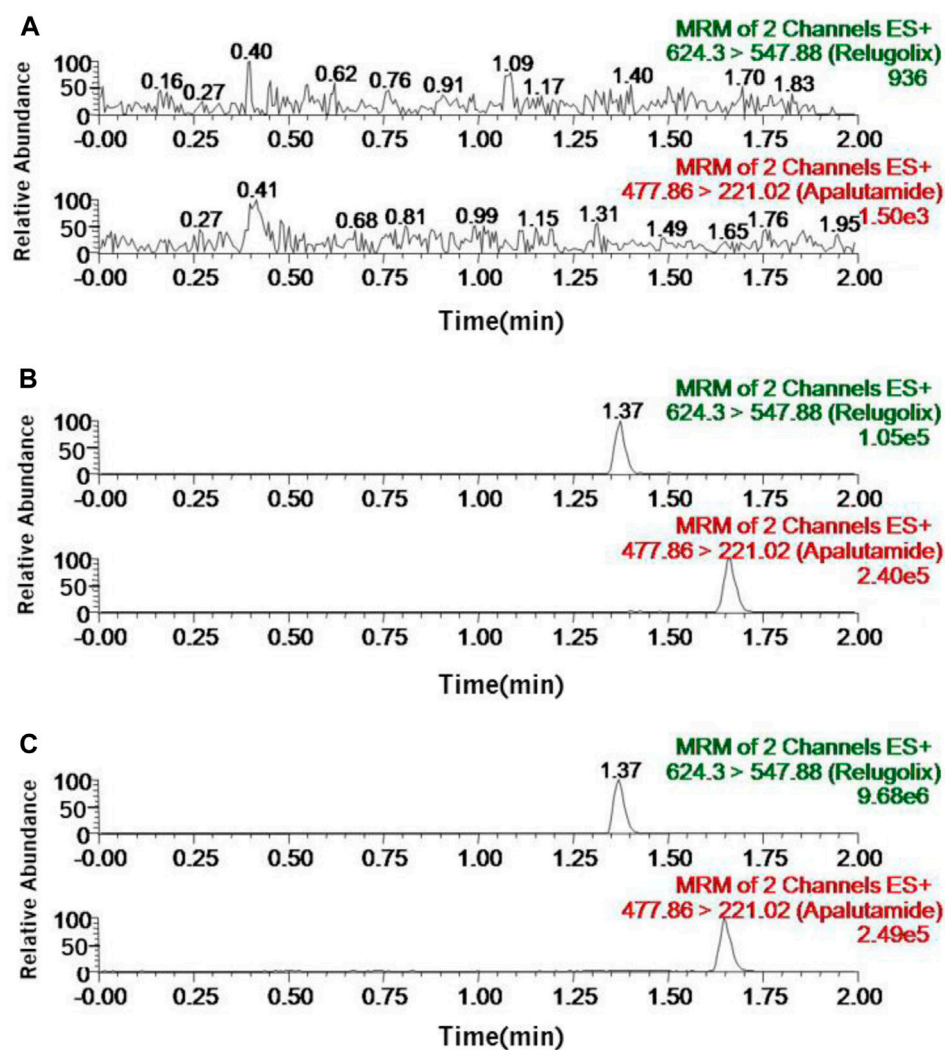 A
MRM of 2 Channels ES+
624.3 > 547.88 (Relugolix)
936
Relative Abundance
100
50
0
0.16 0.27 0.40 0.62 0.76 0.91 1.09 1.17 1.40 1.70 1.83
-0.00 0.25 0.50 0.75 1.00 1.25 1.50 1.75 2.00
MRM of 2 Channels ES+
477.86 > 221.02 (Apalutamide)
1.50e3
100
50
0
0.27 0.41 0.68 0.81 0.99 1.15 1.31 1.49 1.65 1.76 1.95
-0.00 0.25 0.50 0.75 1.00 1.25 1.50 1.75 2.00
Time(min)
B
MRM of 2 Channels ES+
624.3 > 547.88 (Relugolix)
1.05e5
Relative Abundance
100
50
0
1.37
-0.00 0.25 0.50 0.75 1.00 1.25 1.50 1.75 2.00
MRM of 2 Channels ES+
477.86 > 221.02 (Apalutamide)
2.40e5
100
50
0
-0.00 0.25 0.50 0.75 1.00 1.25 1.50 1.75 2.00
Time(min)
C
MRM of 2 Channels ES+
624.3 > 547.88 (Relugolix)
9.68e6
Relative Abundance
100
50
0
1.37
-0.00 0.25 0.50 0.75 1.00 1.25 1.50 1.75 2.00
MRM of 2 Channels ES+
477.86 > 221.02 (Apalutamide)
2.49e5
100
50
0
-0.00 0.25 0.50 0.75 1.00 1.25 1.50 1.75 2.00
Time(min)